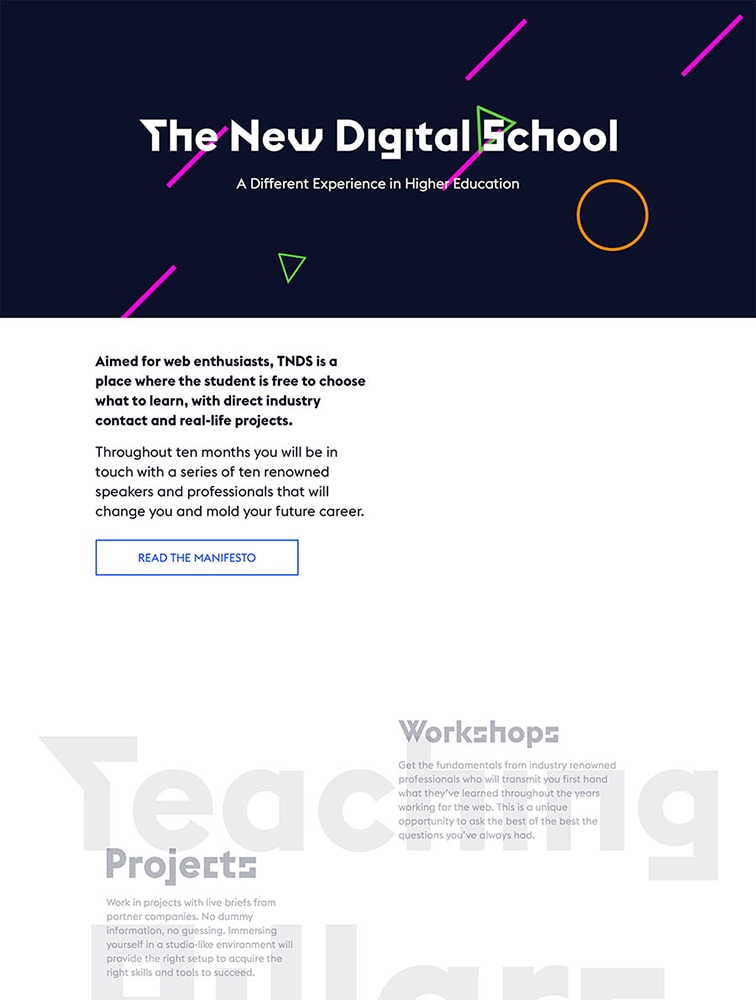 The New Digital School
A Different Experience in Higher Education
Aimed for web enthusiasts, TNDS is a
place where the student is free to choose
what to learn, with direct industry
contact and real-life projects.
Throughout ten months you will be in
touch with a series of ten renowned
speakers and professionals that will
change you and mold your future career.
READ THE MANIFESTO
Teaching
Workshops
Get the fundamentals from industry renowned
professionals who will transmit you first hand
what they've learned throughout the years
working for the web. This is a unique
opportunity to ask the best of the best the
questions you've always had.
Projects
Work in projects with live briefs from
partner companies. No dummy
information, no guessing. Immersing
yourself in a studio-like environment will
provide the right setup to acquire the
right skills and tools to succeed.